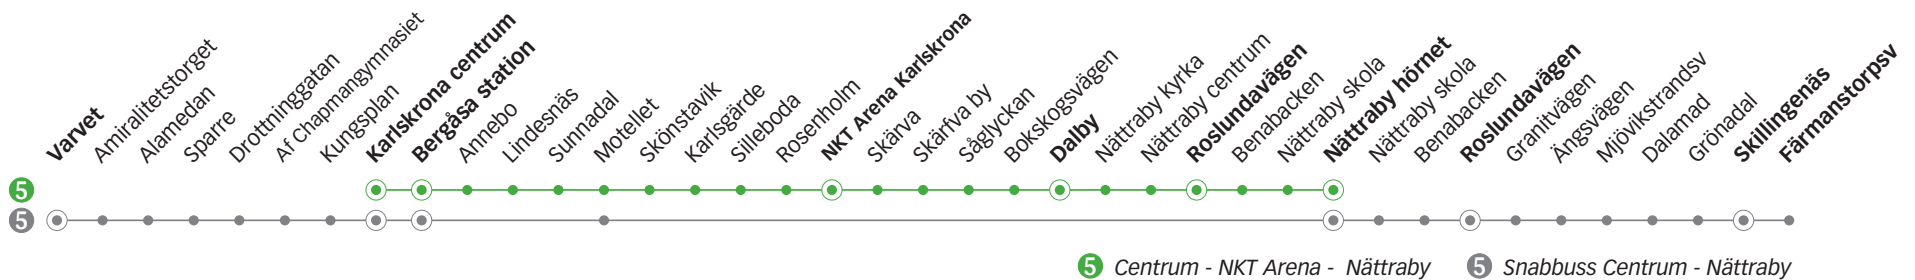 Varvet
Amiralitetstorget
Alamedan
Sparre
Drottninggatan
Af Chapmangymnasiet
Kungsplan
Karlskrona centrum
Bergåsa station
Annebo
Lindesnäs
Sunnadal
Motellet
Skönstavik
Karlsgärde
Silleboda
Rosenholm
NKT Arena Karlskrona
Skärva
Skärfva by
Såglyckan
Bokskogsvägen
Dalby
Nättraby kyrka
Nättraby centrum
Roslundavägen
Benabacken
Nättraby skola
Nättraby hörnet
Nättraby skola
Benabacken
Roslundavägen
Granitvägen
Ängsvägen
Mjövikstrandsv
Dalamad
Grönadal
Skillingenäs
Färmanstorpsv
5
5
5 Centrum - NKT Arena - Nättraby
5 Snabbuss Centrum - Nättraby